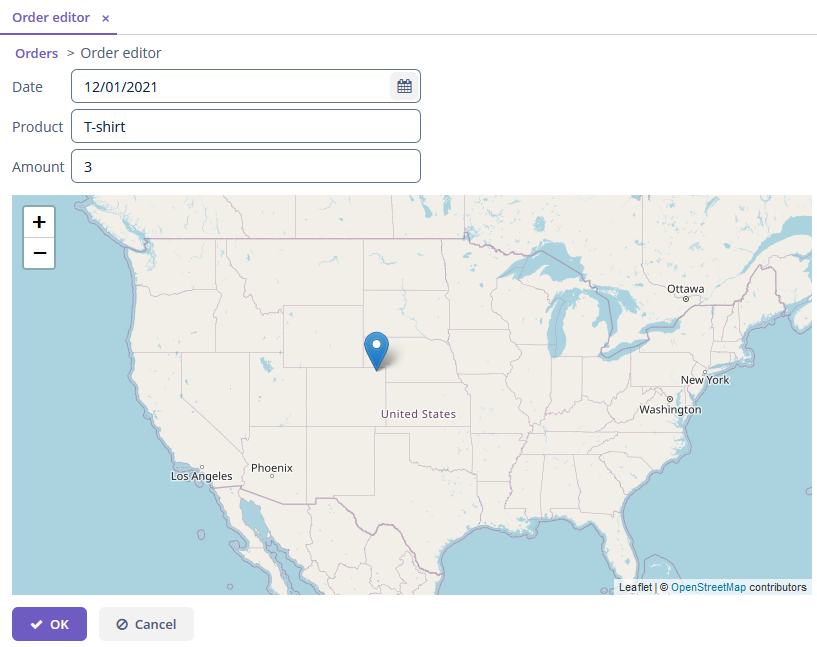 Order editor ×
Orders > Order editor
Date 12/01/2021
Product T-shirt
Amount 3
+
−
Ottawa
New York
Washington
United States
Phoenix
Los Angeles
Leaflet | © OpenStreetMap contributors
OK Cancel